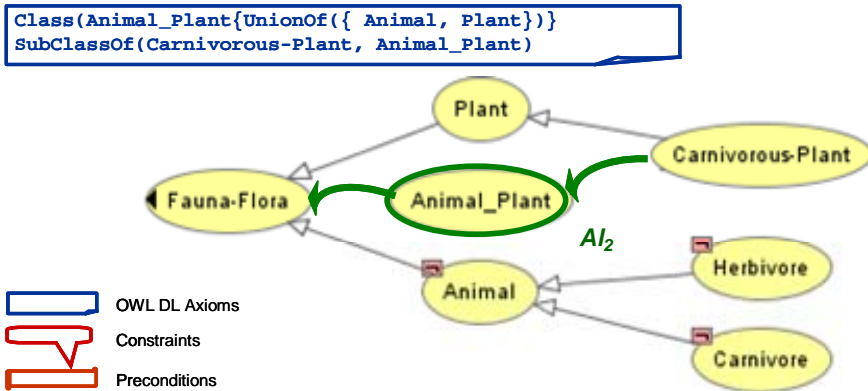 Class(Animal_Plant{UnionOf({ Animal, Plant})}
SubClassOf(Carnivorous-Plant, Animal_Plant)
Plant
Carnivorous-Plant
Fauna-Flora
Animal_Plant
Al2
Herbivore
Animal
OWL DL Axioms
Constraints
Carnivore
Preconditions